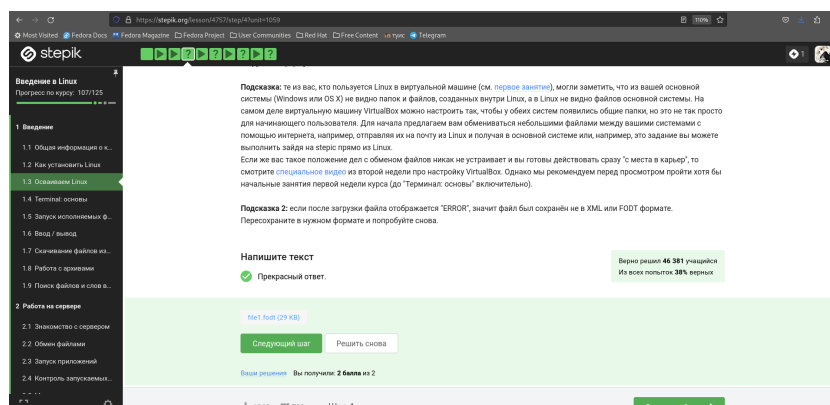 https://stepik.org/lesson/4757/step/4?unit=1059
110%
Most Visited
Fedora Docs
Fedora Magazine
Fedora Project
User Communities
Red Hat
Free Content
туис
Telegram
stepik
1
Введение в Linux
Прогресс по курсу: 107/125
1 Введение
1.1 Общая информация о к...
1.2 Как установить Linux
1.3 Осваиваем Linux
1.4 Terminal: основы
1.5 Запуск исполняемых ф...
1.6 Ввод / вывод
1.7 Скачивание файлов из...
1.8 Работа с архивами
1.9 Поиск файлов и слов в...
2 Работа на сервере
2.1 Знакомство с сервером
2.2 Обмен файлами
2.3 Запуск приложений
2.4 Контроль запускаемых...
Подсказка: те из вас, кто пользуется Linux в виртуальной машине (см. первое занятие), могли заметить, что из вашей основной
системы (Windows или OS X) не видно папок и файлов, созданных внутри Linux, а в Linux не видно файлов основной системы. На
самом деле виртуальную машину VirtualBox можно настроить так, чтобы у обеих систем появились общие папки, но это не так просто
для начинающего пользователя. Для начала предлагаем вам обмениваться небольшими файлами между вашими системами с
помощью интернета, например, отправляя их на почту из Linux и получая в основной системе или, например, это задание вы можете
выполнить зайдя на stepic прямо из Linux.
Если же вас такое положение дел с обменом файлов никак не устраивает и вы готовы действовать сразу "с места в карьер", то
смотрите специальное видео из второй недели про настройку VirtualBox. Однако мы рекомендуем перед просмотром пройти хотя бы
начальные занятия первой недели курса (до "Терминал: основы" включительно).
Подсказка 2: если после загрузки файла отображается "ERROR", значит файл был сохранён не в XML или FODT формате.
Пересохраните в нужном формате и попробуйте снова.
Напишите текст
Прекрасный ответ.
Верно решил 46 381 учащийся
Из всех попыток 38% верных
file1.fodt (29 KB)
Следующий шаг
Решить снова
Ваши решения Вы получили: 2 балла из 2